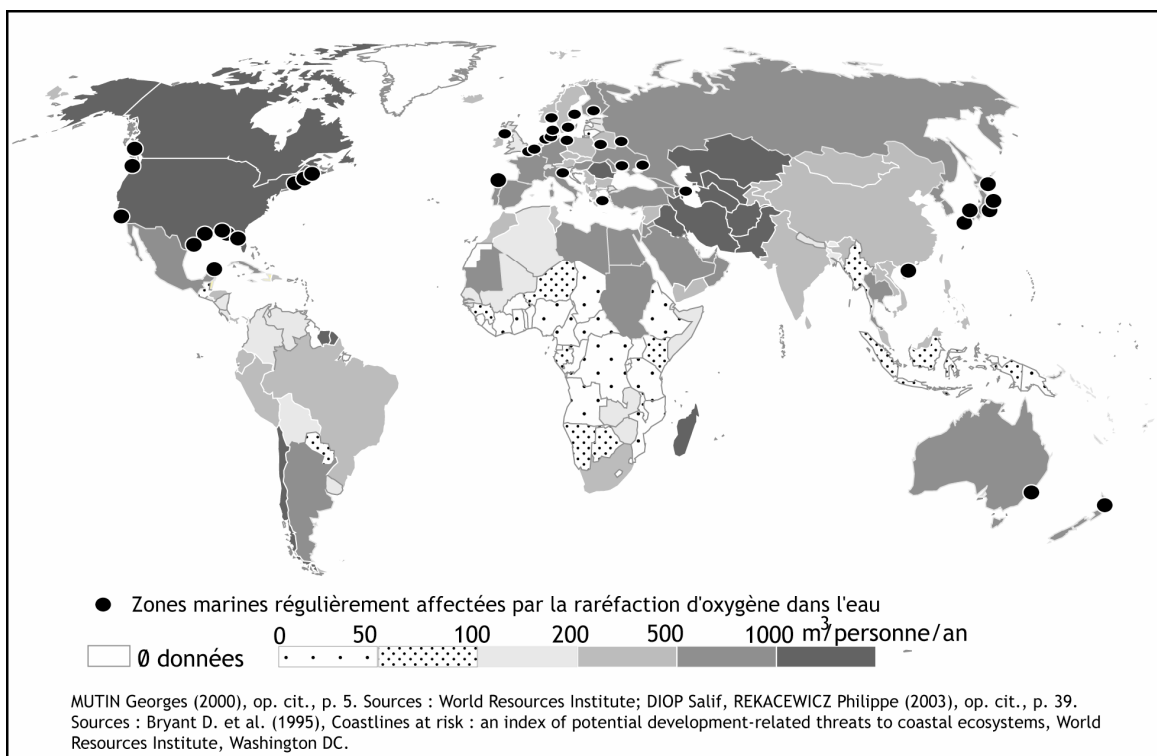 Zones marines régulièrement affectées par la raréfaction d'oxygène dans l'eau
0 50 100 200 500 1000 m³/personne/an
Ø données
MUTIN Georges (2000), op. cit., p. 5. Sources : World Resources Institute; DIOP Salif, REKACEWICZ Philippe (2003), op. cit., p. 39.
Sources : Bryant D. et al. (1995), Coastlines at risk : an index of potential development-related threats to coastal ecosystems, World
Resources Institute, Washington DC.